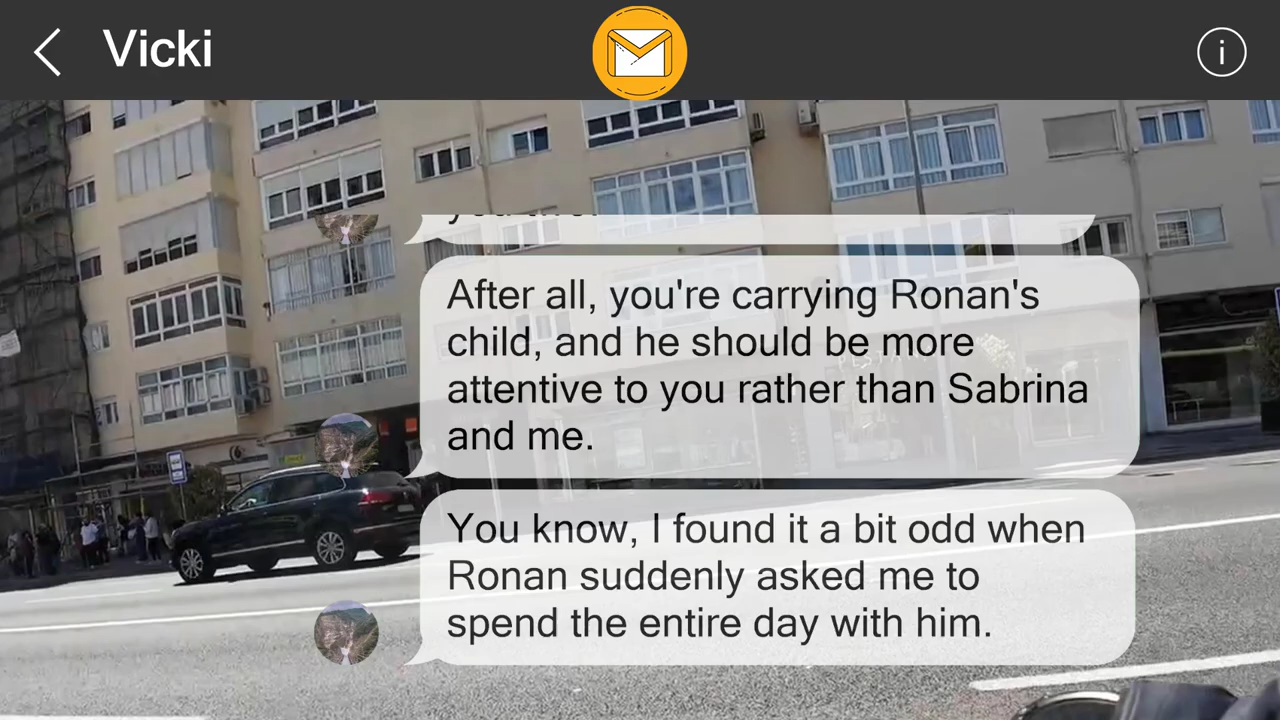 Vicki
i
After all, you're carrying Ronan's
child, and he should be more
attentive to you rather than Sabrina
and me.
You know, I found it a bit odd when
Ronan suddenly asked me to
spend the entire day with him.